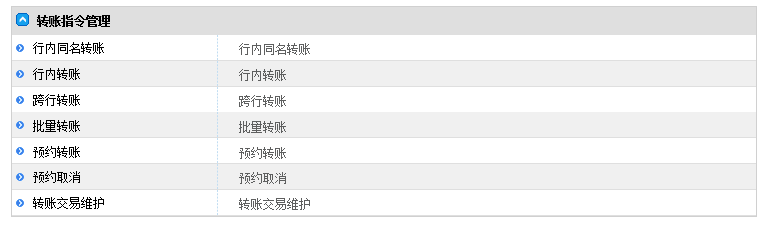 转账指令管理
行内同名转账 行内同名转账
行内转账 行内转账
跨行转账 跨行转账
批量转账 批量转账
预约转账 预约转账
预约取消 预约取消
转账交易维护 转账交易维护